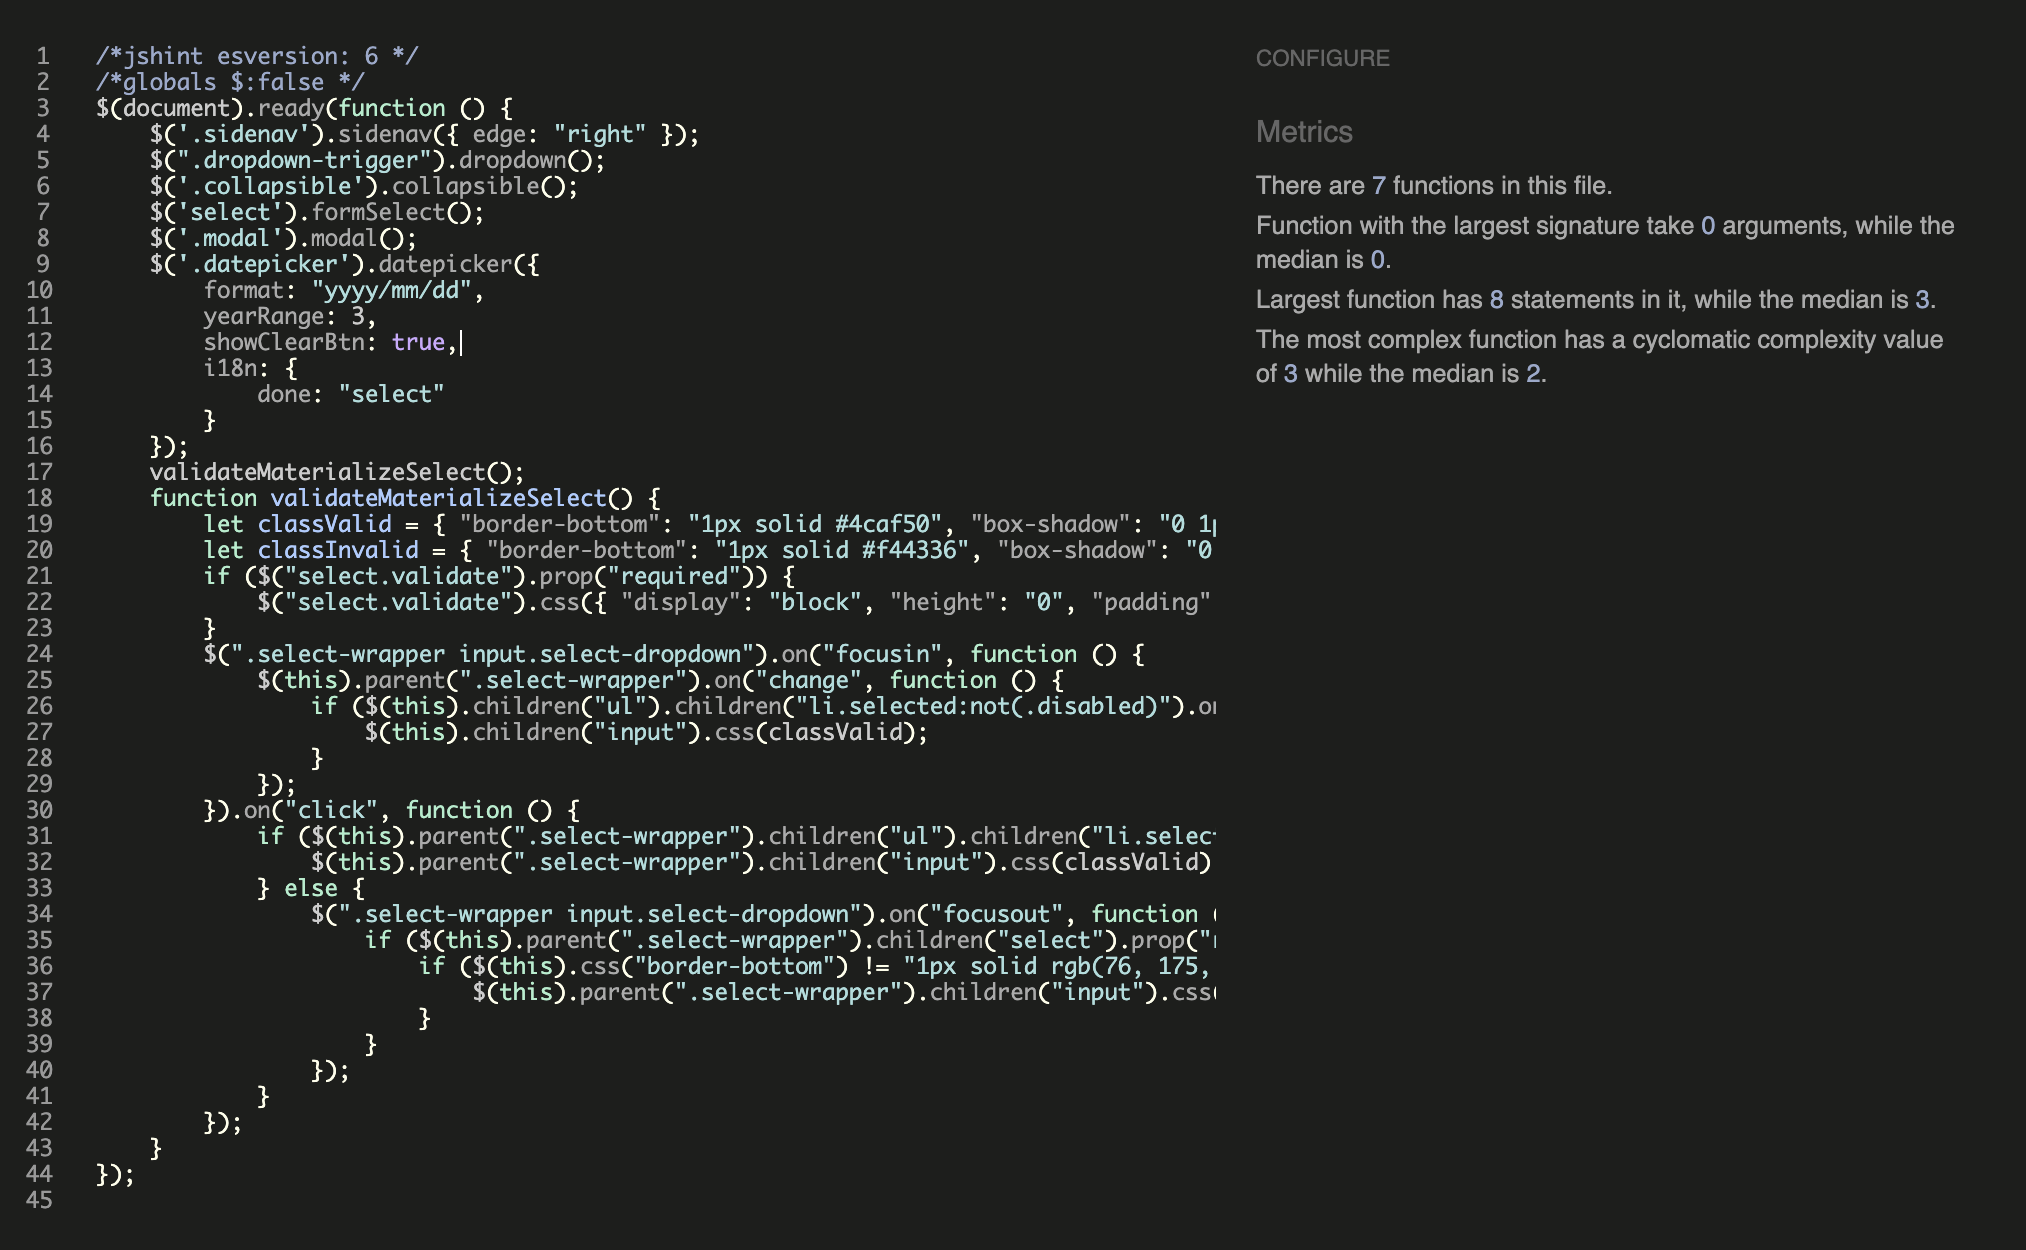 1 /*jshint esversion: 6 */
2 /*globals $:false */
3 $(document).ready(function () {
4     $('.sidenav').sidenav({ edge: "right" });
5     $(".dropdown-trigger").dropdown();
6     $('.collapsible').collapsible();
7     $('select').formSelect();
8     $('.modal').modal();
9     $('.datepicker').datepicker({
10         format: "yyyy/mm/dd",
11         yearRange: 3,
12         showClearBtn: true,
13         i18n: {
14             done: "select"
15         }
16     });
17     validateMaterializeSelect();
18     function validateMaterializeSelect() {
19         let classValid = { "border-bottom": "1px solid #4caf50", "box-shadow": "0 1p
20         let classInvalid = { "border-bottom": "1px solid #f44336", "box-shadow": "0
21         if ($("select.validate").prop("required")) {
22             $("select.validate").css({ "display": "block", "height": "0", "padding"
23         }
24         $(".select-wrapper input.select-dropdown").on("focusin", function () {
25             $(this).parent(".select-wrapper").on("change", function () {
26                 if ($(this).children("ul").children("li.selected:not(.disabled)").on
27                     $(this).children("input").css(classValid);
28                 }
29             });
30         }).on("click", function () {
31             if ($(this).parent(".select-wrapper").children("ul").children("li.selec
32                 $(this).parent(".select-wrapper").children("input").css(classValid)
33             } else {
34                 $(".select-wrapper input.select-dropdown").on("focusout", function (
35                     if ($(this).parent(".select-wrapper").children("select").prop("
36                         if ($(this).css("border-bottom") != "1px solid rgb(76, 175,
37                             $(this).parent(".select-wrapper").children("input").css(
38                         }
39                     }
40                 });
41             }
42         });
43     }
44 });
45
CONFIGURE
Metrics
There are 7 functions in this file.
Function with the largest signature take 0 arguments, while the
median is 0.
Largest function has 8 statements in it, while the median is 3.
The most complex function has a cyclomatic complexity value
of 3 while the median is 2.